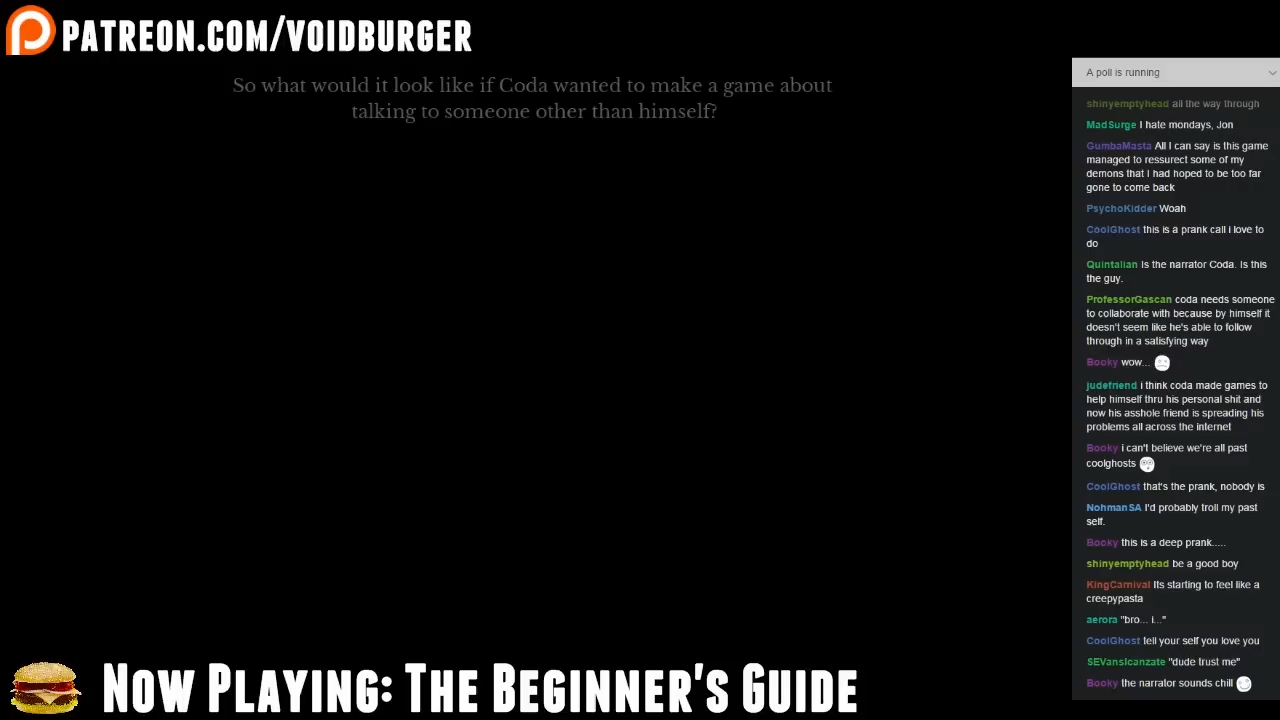 PATREON.COM/VOIDBURGER
So what would it look like if Coda wanted to make a game about
talking to someone other than himself?
A poll is running
shinyemptyhead all the way through
MadSurge I hate mondays, Jon
GumbaMasta All I can say is this game
managed to ressurect some of my
demons that I had hoped to be too far
gone to come back
PsychoKidder Woah
CoolGhost this is a prank call i love to
do
Quintalian Is the narrator Coda. Is this
the guy.
ProfessorGascan coda needs someone
to collaborate with because by himself it
doesn't seem like he's able to follow
through in a satisfying way
Booky wow...
judefriend i think coda made games to
help himself thru his personal shit and
now his asshole friend is spreading his
problems all across the internet
Booky i can't believe we're all past
coolghosts
CoolGhost that's the prank, nobody is
NohmanSA I'd probably troll my past
self.
Booky this is a deep prank.....
shinyemptyhead be a good boy
KingCarnival Its starting to feel like a
creepypasta
aerora "bro... i..."
CoolGhost tell your self you love you
SEVansIcanzate "dude trust me"
Booky the narrator sounds chill
NOW PLAYING: THE BEGINNER'S GUIDE